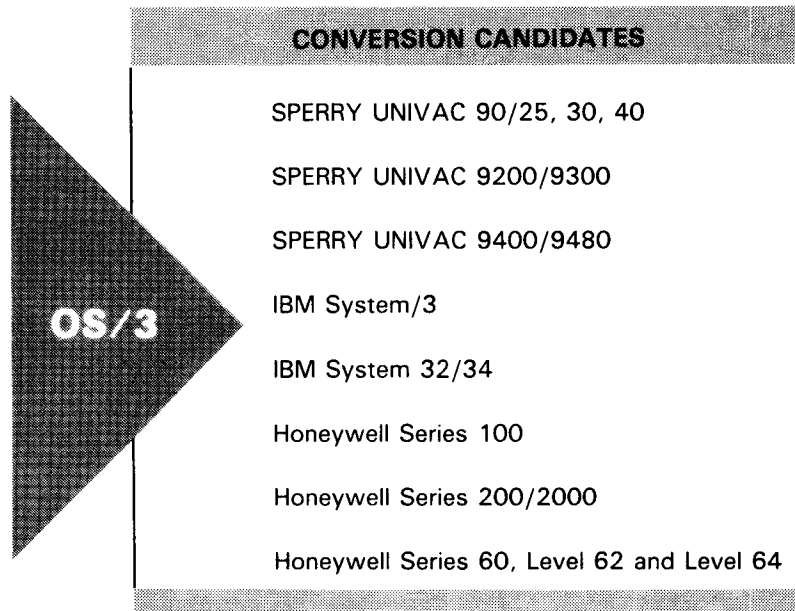 CONVERSION CANDIDATES
SPERRY UNIVAC 90/25, 30, 40
SPERRY UNIVAC 9200/9300
SPERRY UNIVAC 9400/9480
OS/3
IBM System/3
IBM System 32/34
Honeywell Series 100
Honeywell Series 200/2000
Honeywell Series 60, Level 62 and Level 64